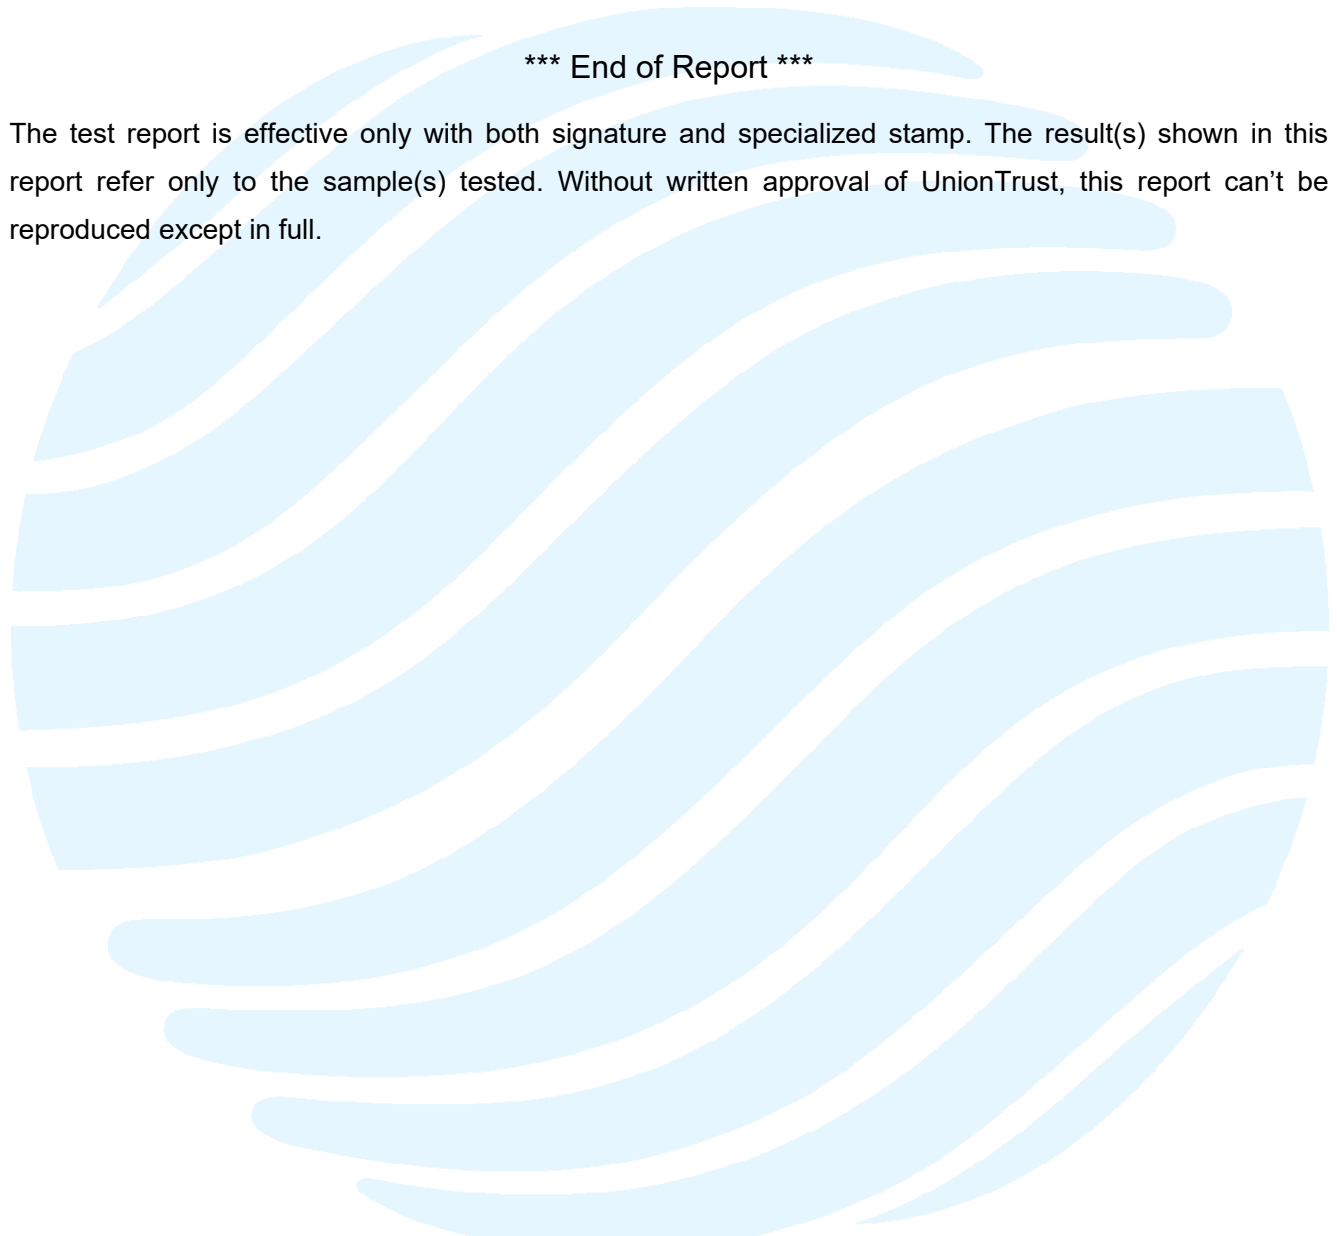 *** End of Report ***
The test report is effective only with both signature and specialized stamp. The result(s) shown in this
report refer only to the sample(s) tested. Without written approval of UnionTrust, this report can’t be
reproduced except in full.